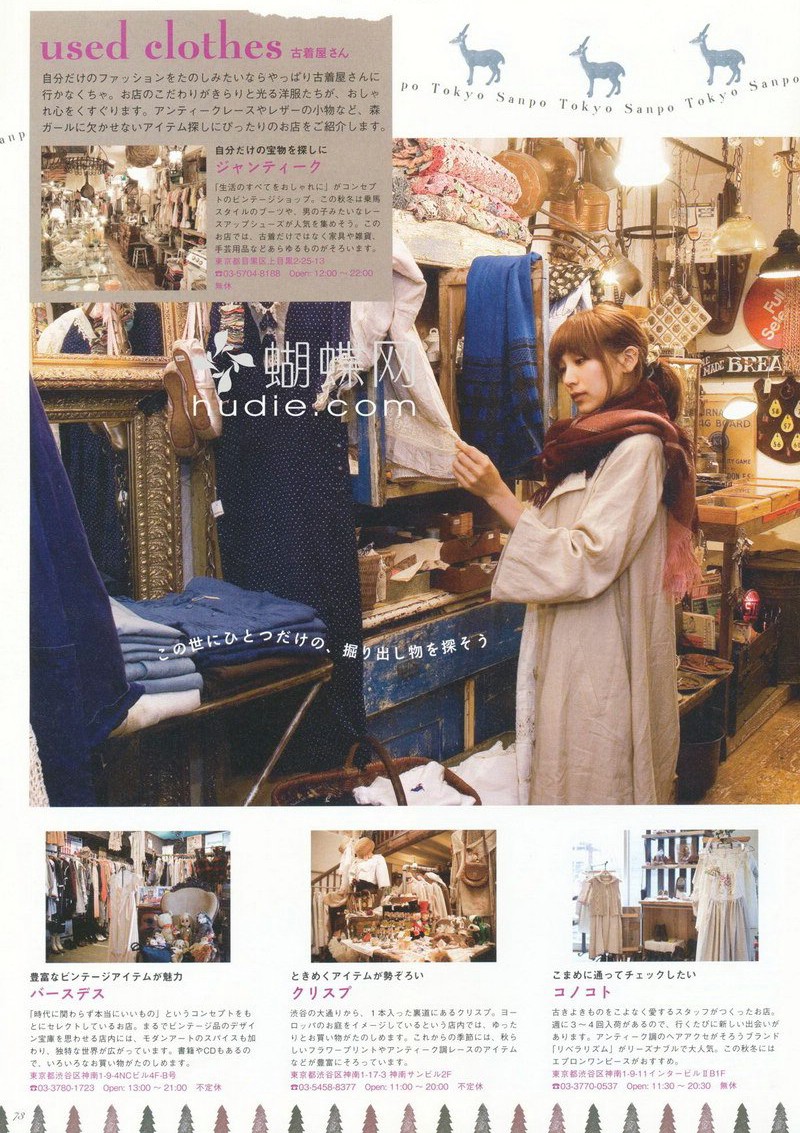 used clothes 古着屋さん
自分だけのファッションをたのしみたいならやっぱり古着屋さんに
行かなくちゃ。お店のこだわりがきらりと光る洋服たちが、おしゃ
れ心をくすぐります。アンティークレースやレザーの小物など、森
ガールに欠かせないアイテム探しにぴったりのお店をご紹介します。
po Tokyo Sanpo Tokyo Sanpo Tokyo Sanpo
自分だけの宝物を探しに
ジャンティーク
「生活のすべてをおしゃれに」がコンセプ
トのビンテージショップ。この秋冬は乗馬
スタイルのブーツや、男の子みたいなレー
スアップシューズが人気を集めそう。この
お店では、古着だけではなく家具や雑貨、
手芸用品などあらゆるものがそろいます。
東京都目黒区上目黒2-25-13
☎03-5704-8188 Open: 12:00 〜 22:00
無休
蝴蝶网
hudie.com
Full
MADE BREA
この世にひとつだけの、掘り出し物を探そう
豊富なビンテージアイテムが魅力
バースデス
「時代に関わらず本当にいいもの」というコンセプトをも
とにセレクトしているお店。まるでビンテージ品のデザイ
ン宝庫を思わせる店内には、モダンアートのスパイスも加
わり、独特な世界が広がっています。書籍やCDもあるの
で、いろいろなお買い物がたのしめます。
東京都渋谷区神南1-9-4NCビル4F-B号
☎03-3780-1723 Open: 13:00 〜 21:00 不定休
ときめくアイテムが勢ぞろい
クリスプ
渋谷の大通りから、1本入った裏道にあるクリスプ。ヨー
ロッパのお庭をイメージしているという店内では、ゆった
りとお買い物がたのしめます。これからの季節には、秋ら
しいフラワープリントやアンティーク調レースのアイテム
などが豊富にそろっています。
東京都渋谷区神南1-17-3 神南サンビル2F
☎03-5458-8377 Open: 11:00 〜 20:00 不定休
こまめに通ってチェックしたい
コノコト
古きよきものをこよなく愛するスタッフがつくったお店。
週に3〜4回入荷があるので、行くたびに新しい出会いが
あります。アンティーク調のヘアアクセがそろうブランド
「リベラリズム」がリーズナブルで大人気。この秋冬には
エプロンワンピースがおすすめ。
東京都渋谷区神南1-9-11インタービルⅡB1F
☎03-3770-0537 Open: 11:30 〜 20:30 無休
73